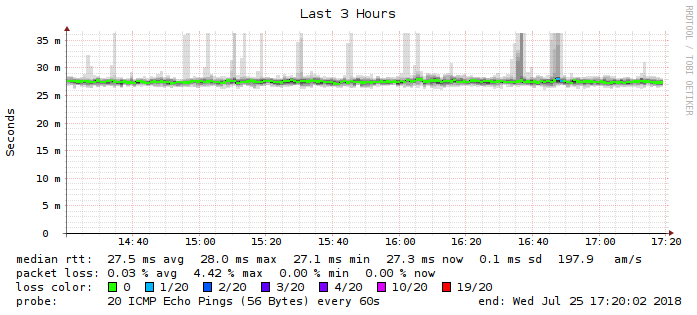 Last 3 Hours
RRDTOOL / TOBI OETIKER
Seconds
35 m
30 m
25 m
20 m
15 m
10 m
5 m
0
14:40 15:00 15:20 15:40 16:00 16:20 16:40 17:00 17:20
median rtt: 27.5 ms avg 28.0 ms max 27.1 ms min 27.3 ms now 0.1 ms sd 197.9 am/s
packet loss: 0.03 % avg 4.42 % max 0.00 % min 0.00 % now
loss color: 0 1/20 2/20 3/20 4/20 10/20 19/20
probe: 20 ICMP Echo Pings (56 Bytes) every 60s end: Wed Jul 25 17:20:02 2018